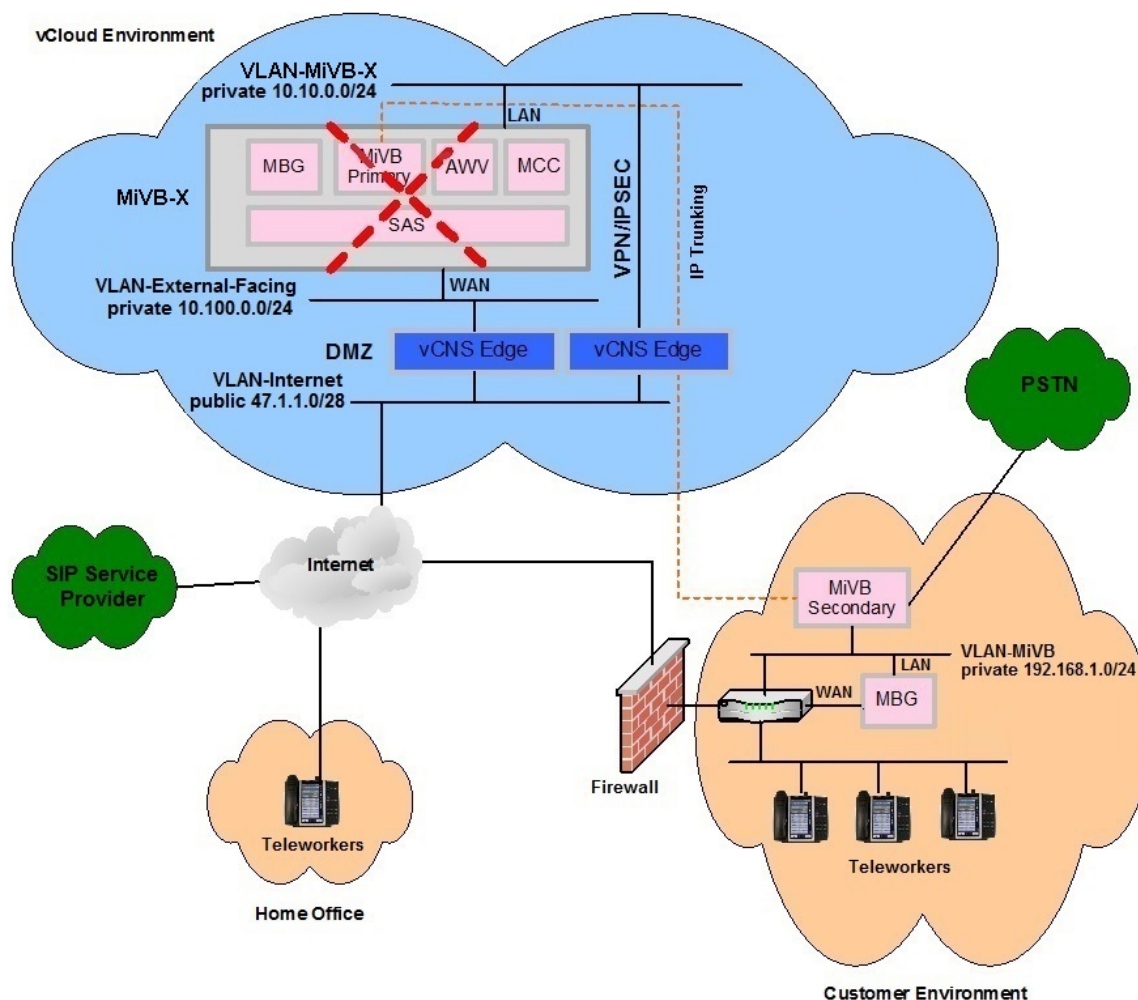 vCloud Environment
VLAN-MiVB-X
private 10.10.0.0/24
LAN
MBG
MiVB
Primary
AWV
MCC
MiVB-X
SAS
VPN/IPSEC
IP Trunking
VLAN-External-Facing
private 10.100.0.0/24
WAN
DMZ
vCNS Edge
vCNS Edge
VLAN-Internet
public 47.1.1.0/28
PSTN
Internet
SIP Service
Provider
MiVB
Secondary
VLAN-MiVB
private 192.168.1.0/24
LAN
WAN
MBG
Firewall
Teleworkers
Teleworkers
Home Office
Customer Environment